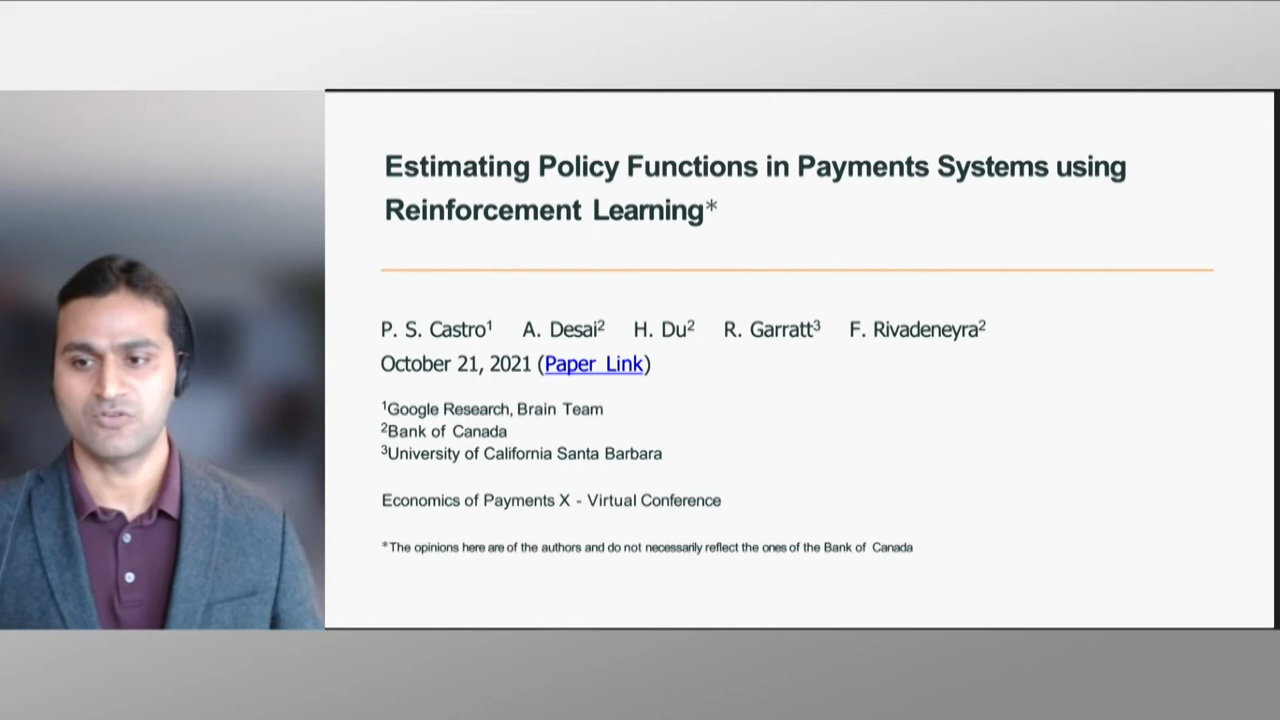 Estimating Policy Functions in Payments Systems using
Reinforcement Learning*
P. S. Castro¹ A. Desai² H. Du² R. Garratt³ F. Rivadeneyra²
October 21, 2021 (Paper Link)
¹Google Research, Brain Team
²Bank of Canada
³University of California Santa Barbara
Economics of Payments X - Virtual Conference
*The opinions here are of the authors and do not necessarily reflect the ones of the Bank of Canada